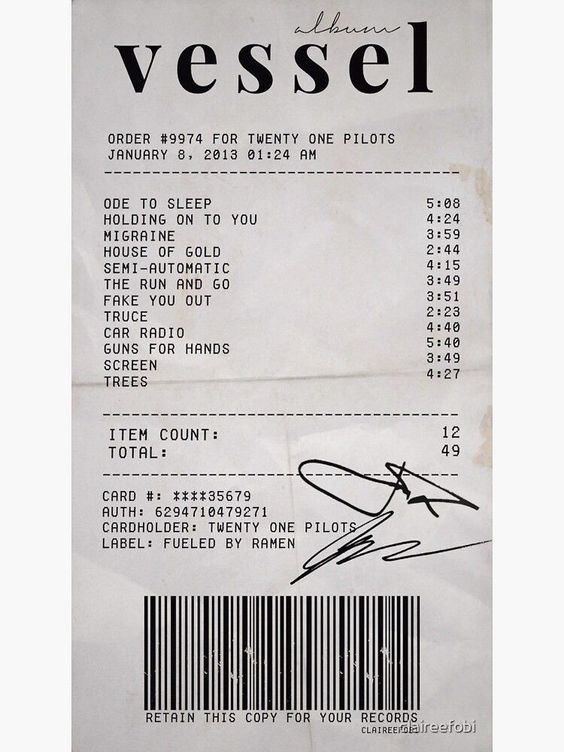 album
vessel
ORDER #9974 FOR TWENTY ONE PILOTS
JANUARY 8, 2013 01:24 AM
ODE TO SLEEP 5:08
HOLDING ON TO YOU 4:24
MIGRAINE 3:59
HOUSE OF GOLD 2:44
SEMI-AUTOMATIC 4:15
THE RUN AND GO 3:49
FAKE YOU OUT 3:51
TRUCE 2:23
CAR RADIO 4:40
GUNS FOR HANDS 5:40
SCREEN 3:49
TREES 4:27
ITEM COUNT: 12
TOTAL: 49
CARD #: ****35679
AUTH: 6294710479271
CARDHOLDER: TWENTY ONE PILOTS
LABEL: FUELED BY RAMEN
RETAIN THIS COPY FOR YOUR RECORDS
CLAIREEFOBI
claireefobi